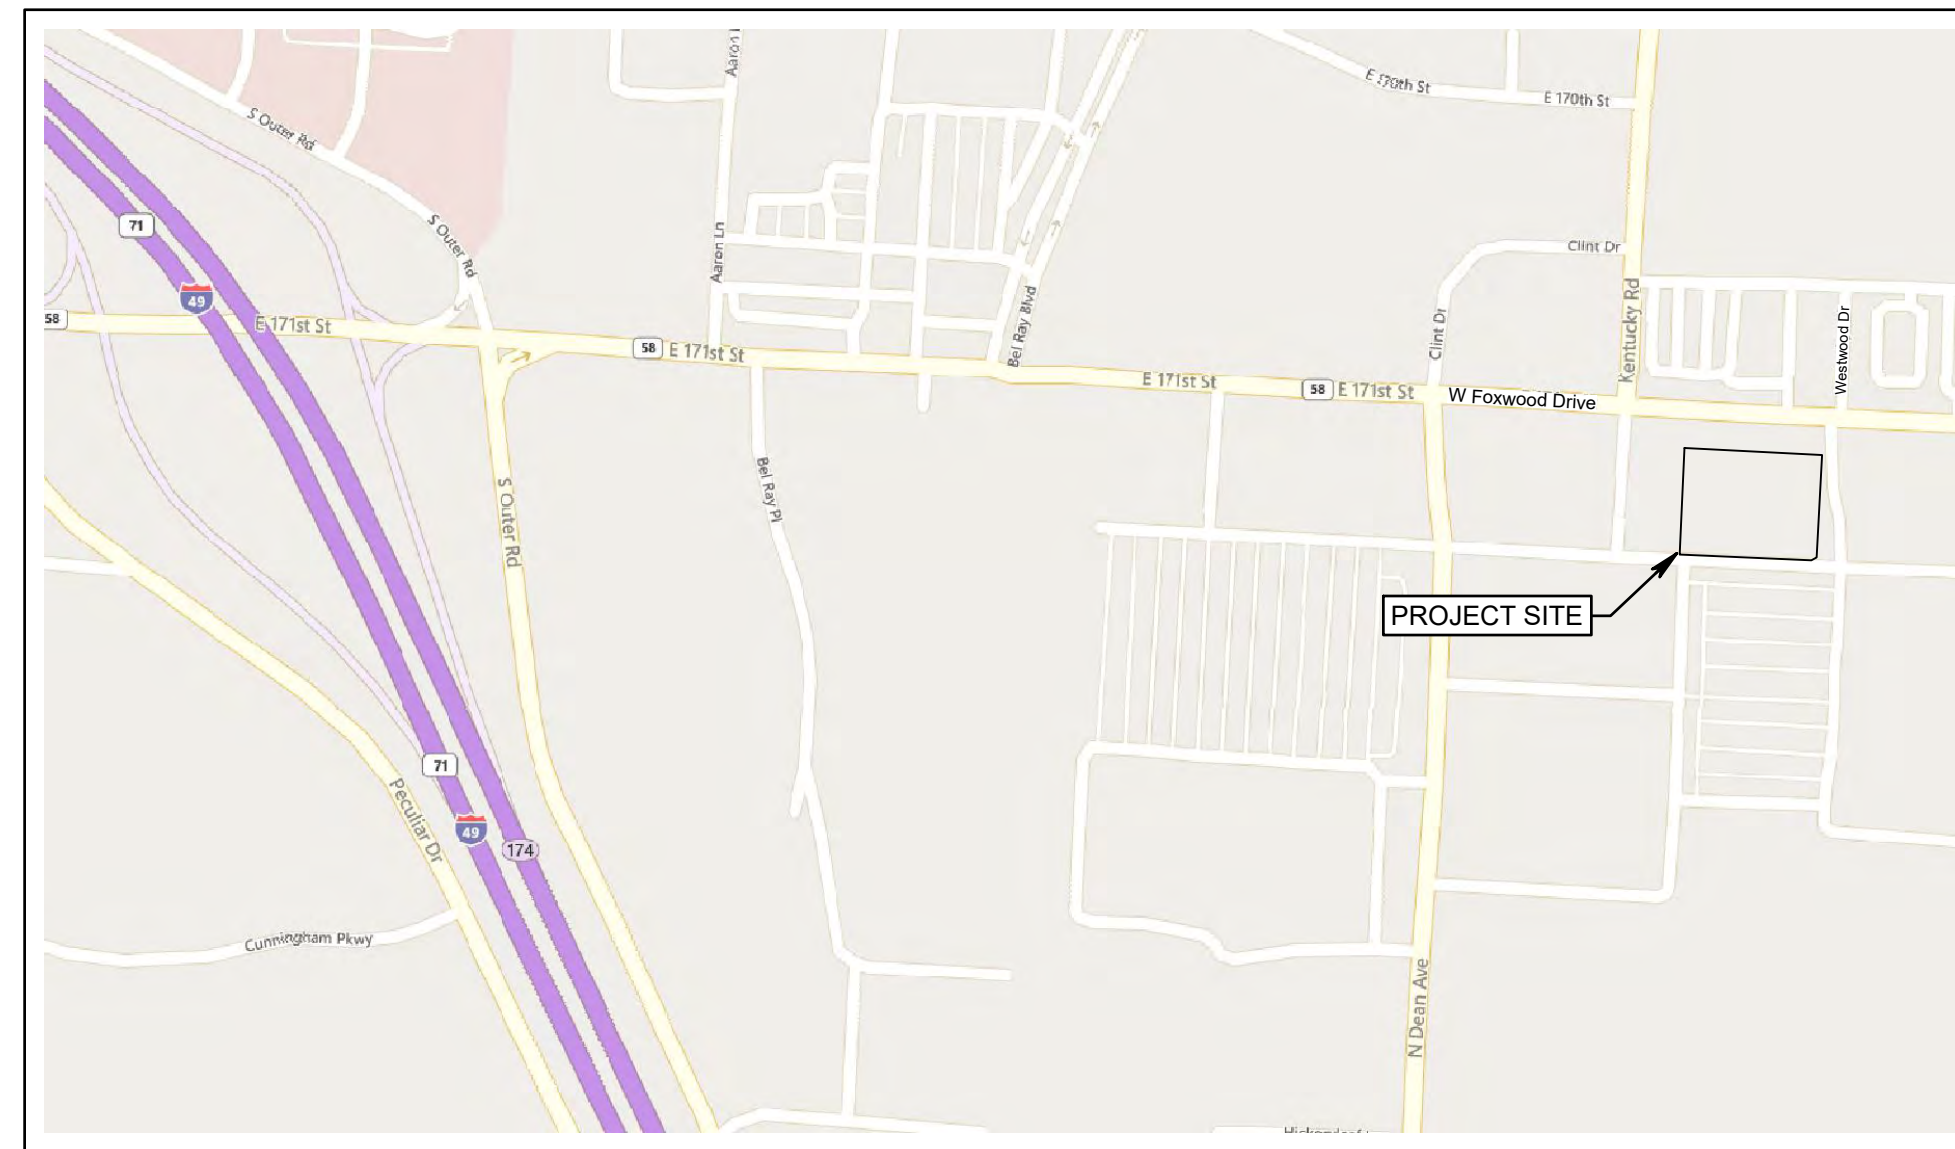 Aaron
E 170th St
E 170th St
S Outer Rd
71
S Outer Rd
Aaron Ln
Clint Dr
49
58
E 171st St
58
E 171st St
Bel Ray Blvd
Clint Dr
Kentucky Rd
Westwood Dr
E 171st St
58
E 171st St
W Foxwood Drive
S Outer Rd
Bel Ray Pl
PROJECT SITE
71
Peculiar Dr
49
174
Cunningham Pkwy
N Dean Ave